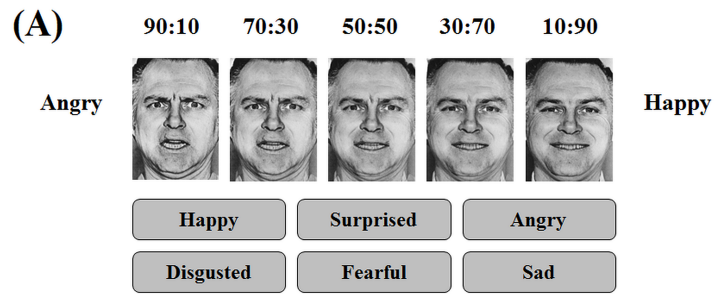 (A) 90:10 70:30 50:50 30:70 10:90
Angry Happy
Happy Surprised Angry
Disgusted Fearful Sad